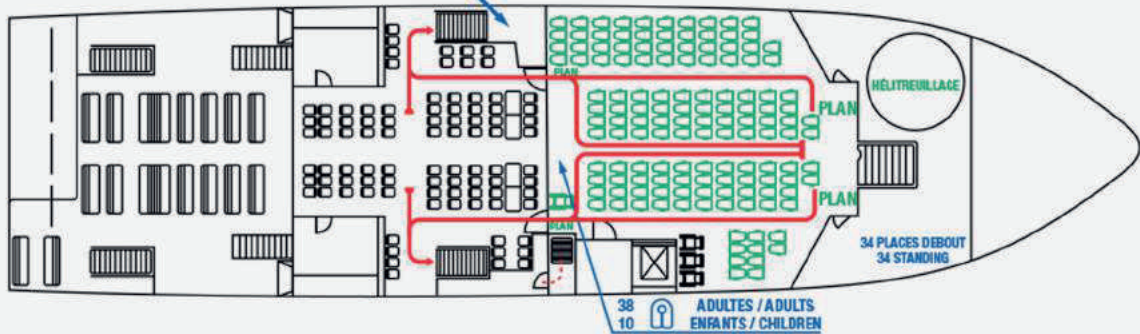 PLAN
HÉLITREUILLAGE
PLAN
PLAN
PLAN
34 PLACES DEBOUT
34 STANDING
38 ADULTES / ADULTS
10 ENFANTS / CHILDREN